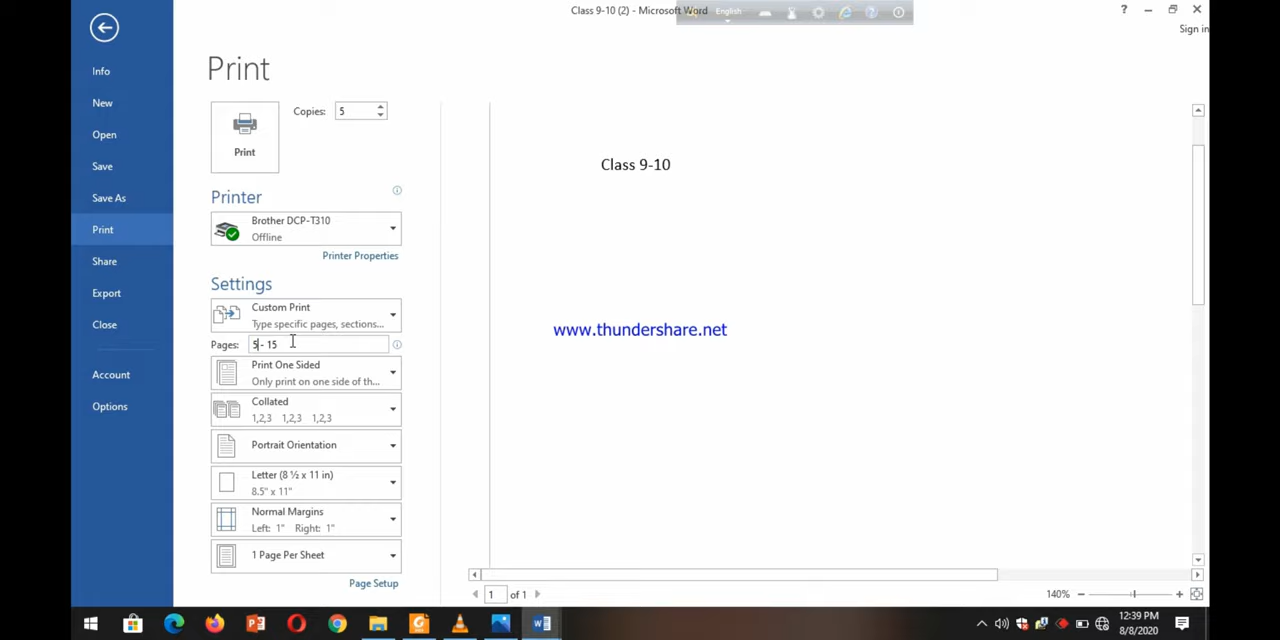 Class 9-10 (2) - Microsoft Word
English
?
Sign in
Info
New
Open
Save
Save As
Print
Share
Export
Close
Account
Options
Print
Print
Copies: 5
Printer
Brother DCP-T310
Offline
Printer Properties
Settings
Custom Print
Type specific pages, sections...
Pages: 5 - 15
Print One Sided
Only print on one side of th...
Collated
1,2,3 1,2,3 1,2,3
Portrait Orientation
Letter (8 ½ x 11 in)
8.5" x 11"
Normal Margins
Left: 1" Right: 1"
1 Page Per Sheet
Page Setup
Class 9-10
www.thundershare.net
1 of 1
140%
12:39 PM
8/8/2020